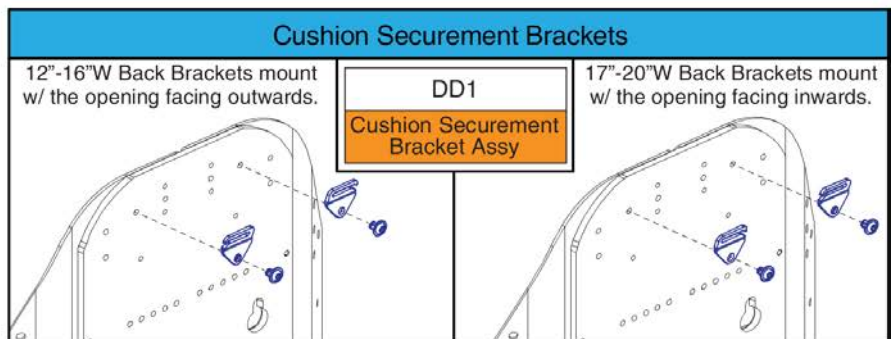 Cushion Securement Brackets
12”-16”W Back Brackets mount
w/ the opening facing outwards.
DD1
Cushion Securement
Bracket Assy
17”-20”W Back Brackets mount
w/ the opening facing inwards.